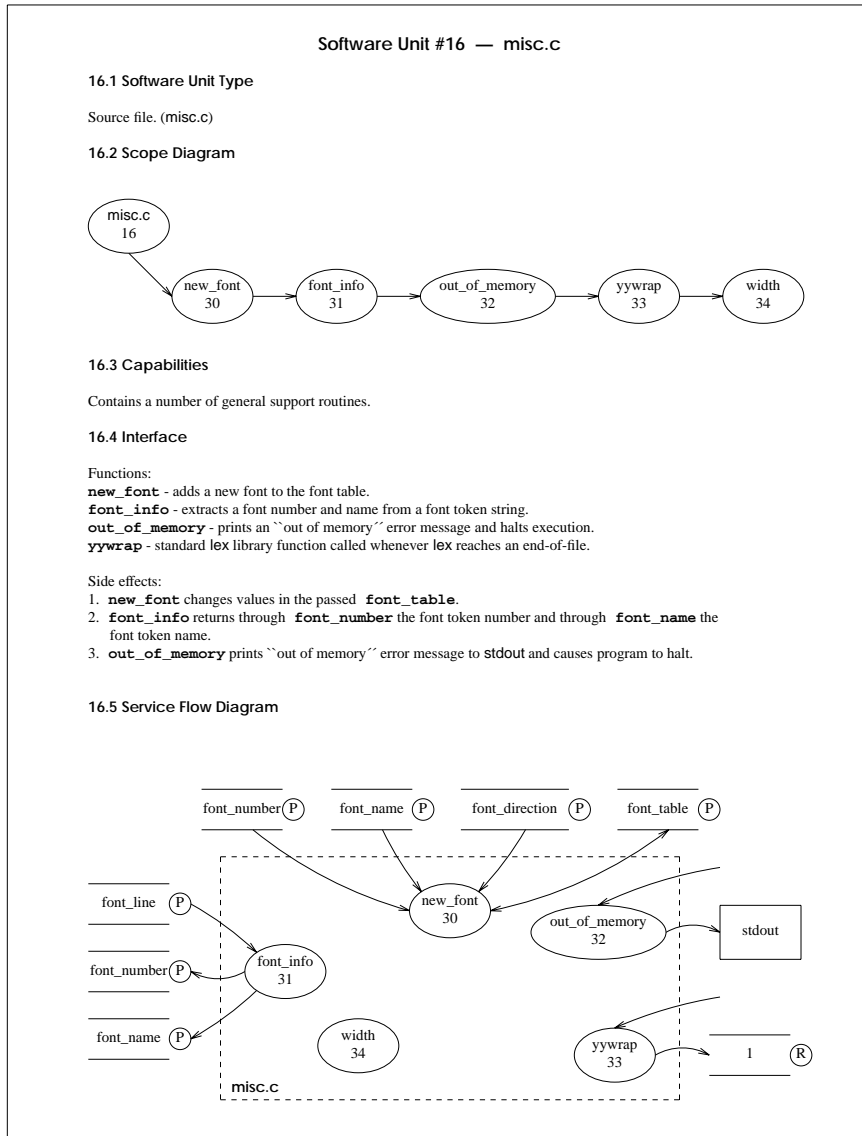 Software Unit #16 — misc.c
16.1 Software Unit Type
Source file. (misc.c)
16.2 Scope Diagram
misc.c
16
new_font
30
font_info
31
out_of_memory
32
yywrap
33
width
34
16.3 Capabilities
Contains a number of general support routines.
16.4 Interface
Functions:
new_font - adds a new font to the font table.
font_info - extracts a font number and name from a font token string.
out_of_memory - prints an ``out of memory´´ error message and halts execution.
yywrap - standard lex library function called whenever lex reaches an end-of-file.
Side effects:
1. new_font changes values in the passed font_table.
2. font_info returns through font_number the font token number and through font_name the
font token name.
3. out_of_memory prints ``out of memory´´ error message to stdout and causes program to halt.
16.5 Service Flow Diagram
font_number P
font_name P
font_direction P
font_table P
font_line P
new_font
30
out_of_memory
32
stdout
font_number P
font_info
31
font_name P
width
34
yywrap
33
1 R
misc.c